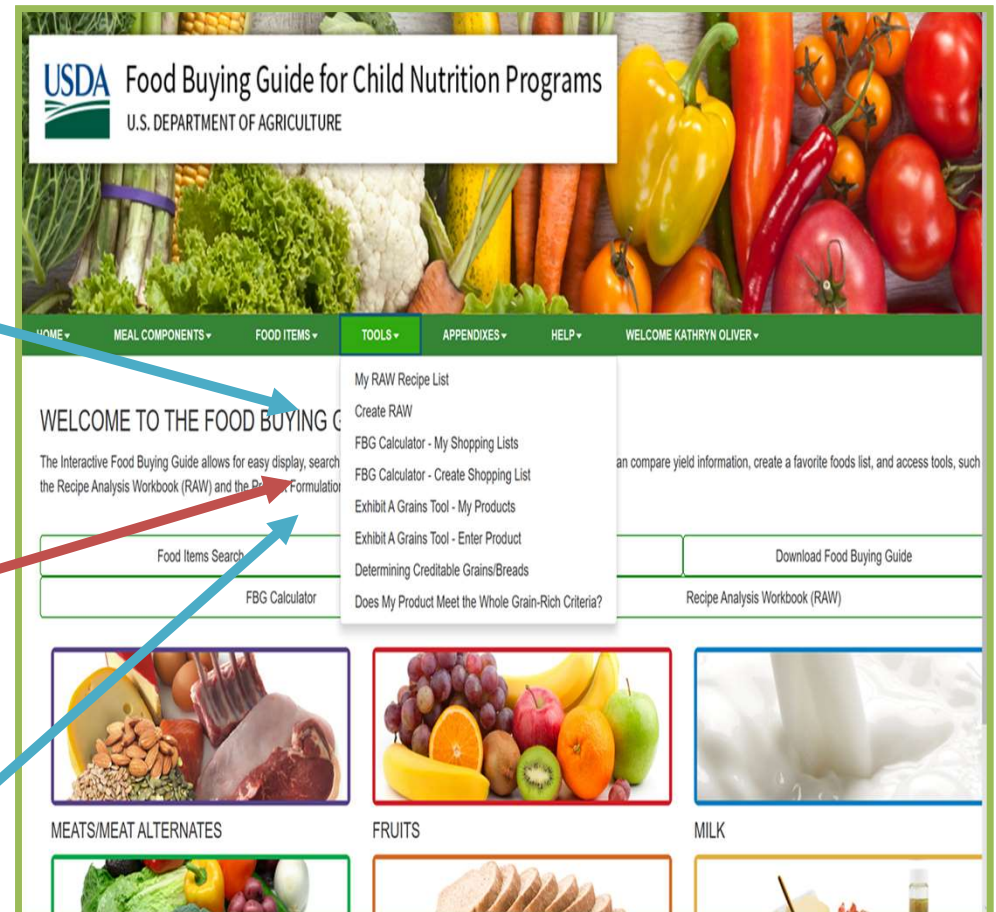 USDA Food Buying Guide for Child Nutrition Programs
U.S. DEPARTMENT OF AGRICULTURE
HOME MEAL COMPONENTS FOOD ITEMS TOOLS APPENDIXES HELP WELCOME KATHRYN OLIVER
My RAW Recipe List
Create RAW
FBG Calculator - My Shopping Lists
FBG Calculator - Create Shopping List
Exhibit A Grains Tool - My Products
Exhibit A Grains Tool - Enter Product
Determining Creditable Grains/Breads
Does My Product Meet the Whole Grain-Rich Criteria?
WELCOME TO THE FOOD BUYING
The Interactive Food Buying Guide allows for easy display, search an compare yield information, create a favorite foods list, and access tools, such
the Recipe Analysis Workbook (RAW) and the Formulation
Food Items Search Download Food Buying Guide
FBG Calculator Recipe Analysis Workbook (RAW)
MEATS/MEAT ALTERNATES FRUITS MILK